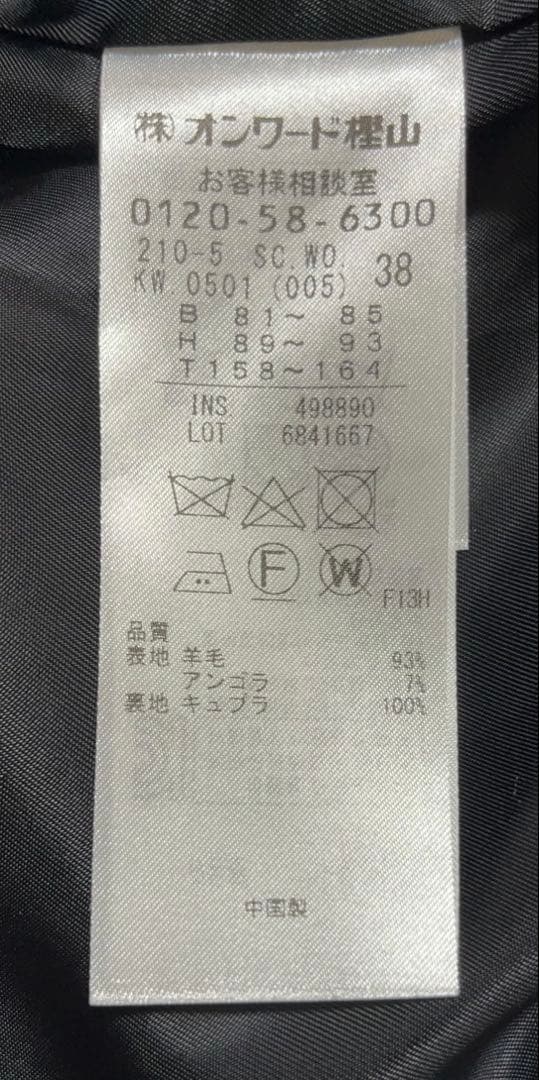 (株)オンワード樫山
お客様相談室
0120-58-6300
210-5 SC.WO. 38
KW.0501 (005)
B 81～ 85
H 89～ 93
T158～164
INS 498890
LOT 6841667
F
W
F13H
品質
表地 羊毛 93%
アンゴラ 7%
裏地 キュプラ 100%
中国製